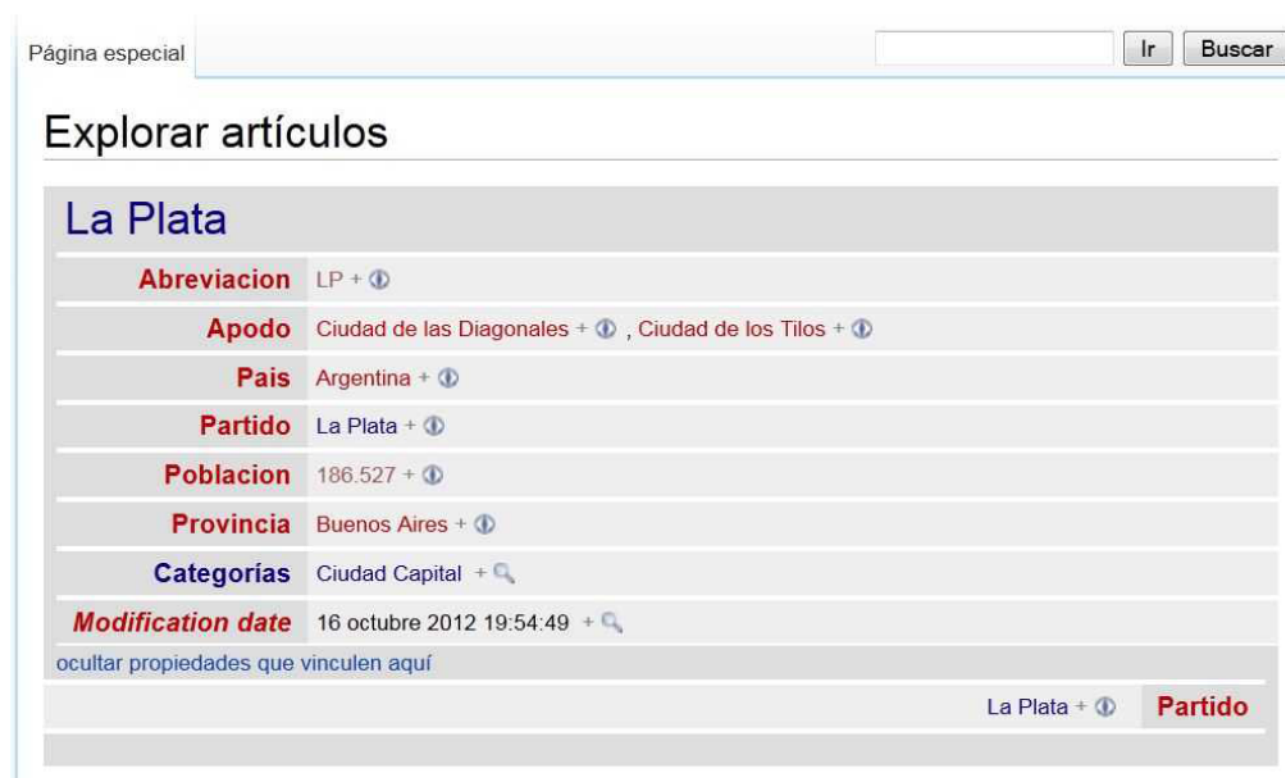 Página especial
Ir Buscar
Explorar artículos
La Plata
Abreviacion LP +
Apodo Ciudad de las Diagonales + , Ciudad de los Tilos +
Pais Argentina +
Partido La Plata +
Poblacion 186.527 +
Provincia Buenos Aires +
Categorías Ciudad Capital +
Modification date 16 octubre 2012 19:54:49 +
ocultar propiedades que vinculen aquí
La Plata + Partido